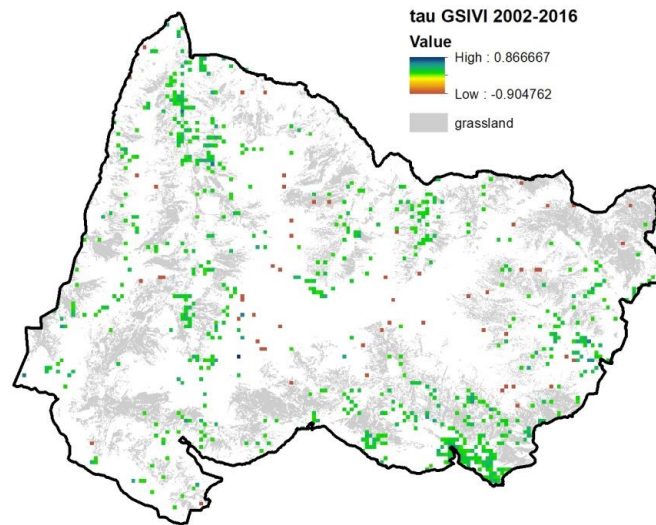 tau GSIVI 2002-2016
Value
High : 0.866667
Low : -0.904762
grassland